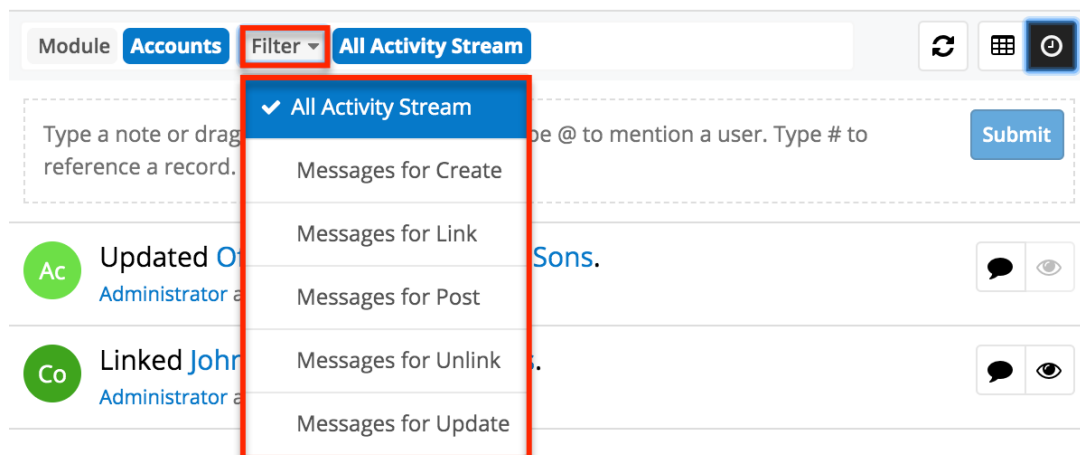 Module Accounts Filter All Activity Stream
All Activity Stream
Type a note or drag be @ to mention a user. Type # to Submit
reference a record.
Messages for Create
Messages for Link
Ac Updated Sons.
Administrator
Messages for Post
Messages for Unlink
Co Linked
Administrator
Messages for Update